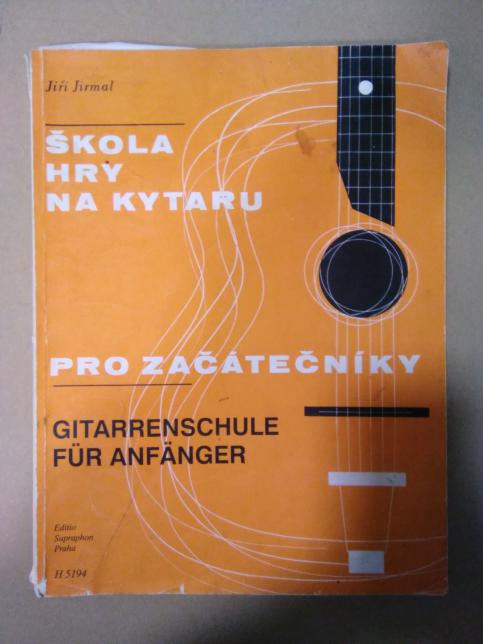 Jiří Jirmal
ŠKOLA
HRY
NA KYTARU
PRO ZAČÁTEČNÍKY
GITARRENSCHULE
FÜR ANFÄNGER
Editio
Supraphon
Praha
H 5194